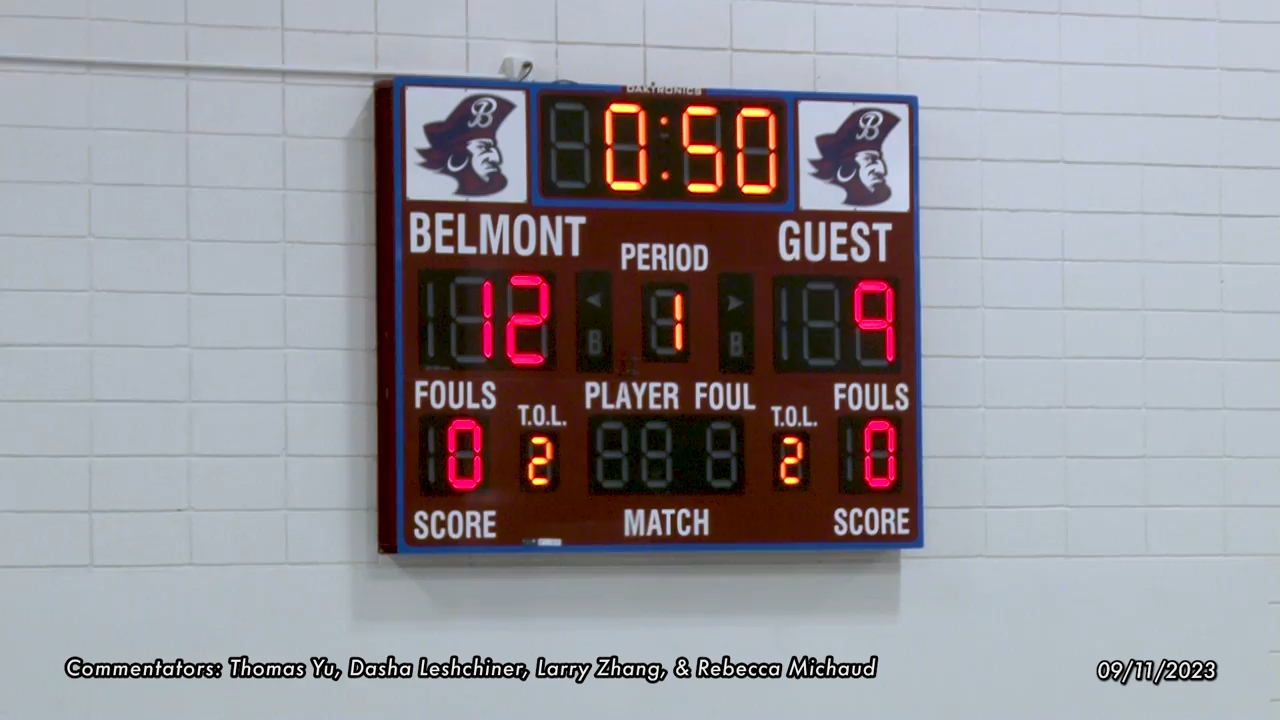 DAKTRONICS
B 0:50 B
BELMONT PERIOD GUEST
12 1 9
B B
FOULS PLAYER FOUL FOULS
T.O.L. T.O.L.
0 2 2 0
SCORE MATCH SCORE
Commentators: Thomas Yu, Dasha Leshchiner, Larry Zhang, & Rebecca Michaud
09/11/2023